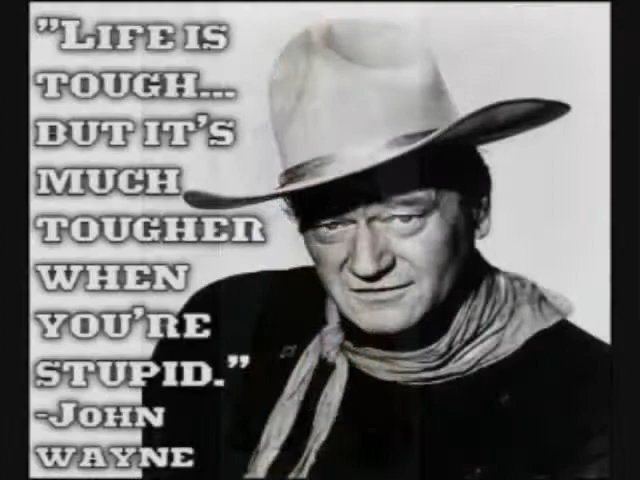 "LIFE IS
TOUGH...
BUT IT'S
MUCH
TOUGHER
WHEN
YOU'RE
STUPID."
-JOHN
WAYNE